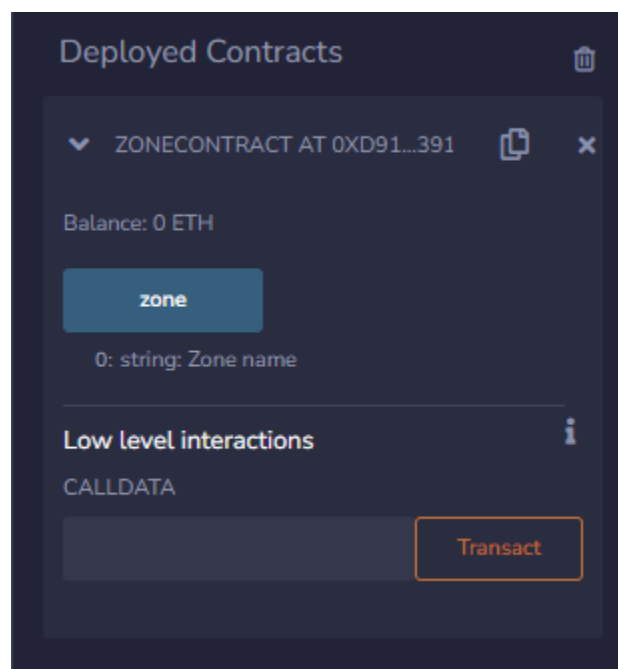 Deployed Contracts
ZONECONTRACT AT 0XD91...391
Balance: 0 ETH
zone
0: string: Zone name
Low level interactions
CALLDATA
Transact